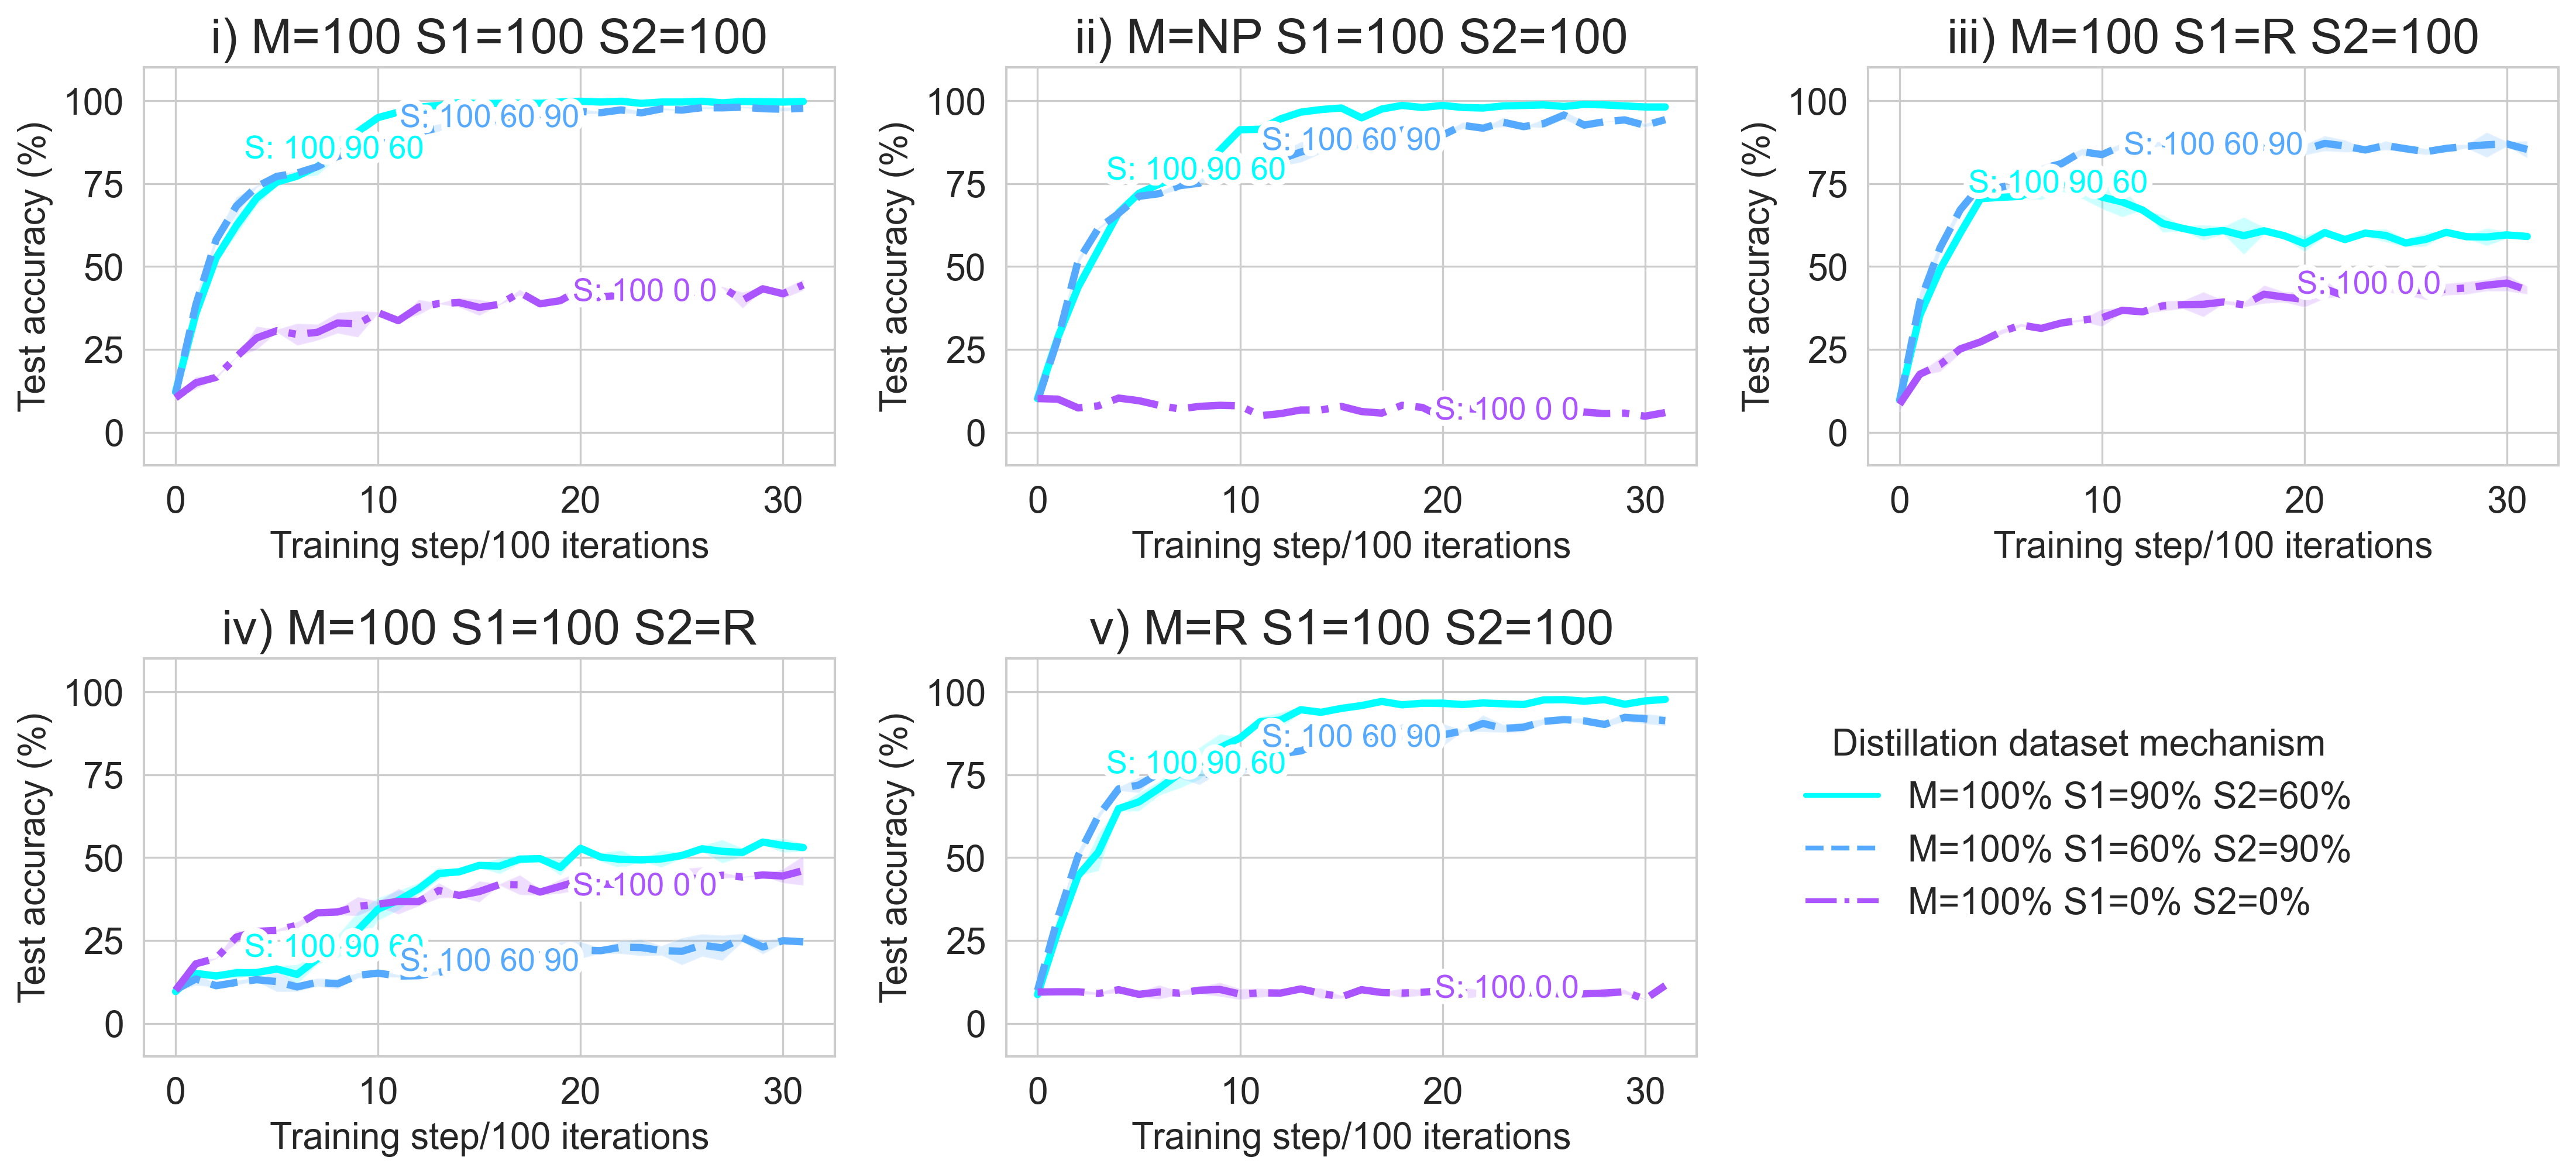 i) M=100 S1=100 S2=100
Test accuracy (%)
100
75
50
25
0
S: 100 90 60
S: 100 60 90
S: 100 0 0
0
10
20
30
Training step/100 iterations
ii) M=NP S1=100 S2=100
Test accuracy (%)
100
75
50
25
0
S: 100 90 60
S: 100 60 90
S: 100 0 0
0
10
20
30
Training step/100 iterations
iii) M=100 S1=R S2=100
Test accuracy (%)
100
75
50
25
0
S: 100 60 90
S: 100 90 60
S: 100 0 0
0
10
20
30
Training step/100 iterations
iv) M=100 S1=100 S2=R
Test accuracy (%)
100
75
50
25
0
S: 100 0 0
S: 100 90 60
S: 100 60 90
0
10
20
30
Training step/100 iterations
v) M=R S1=100 S2=100
Test accuracy (%)
100
75
50
25
0
S: 100 60 90
S: 100 90 60
S: 100 0 0
0
10
20
30
Training step/100 iterations
Distillation dataset mechanism
M=100% S1=90% S2=60%
M=100% S1=60% S2=90%
M=100% S1=0% S2=0%